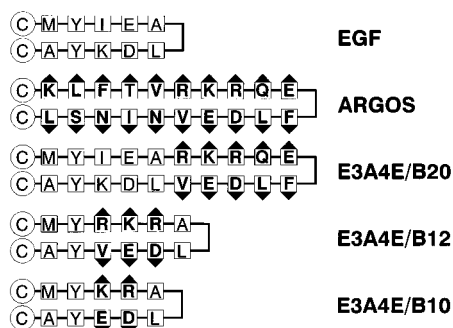 C M Y I E A
C A Y K D L
EGF
C K L F T V R K R Q E
C L S N I N V E D L F
ARGOS
C M Y I E A R K R Q E
C A Y K D L V E D L F
E3A4E/B20
C M Y R K R A
C A Y V E D L
E3A4E/B12
C M Y K R A
C A Y E D L
E3A4E/B10